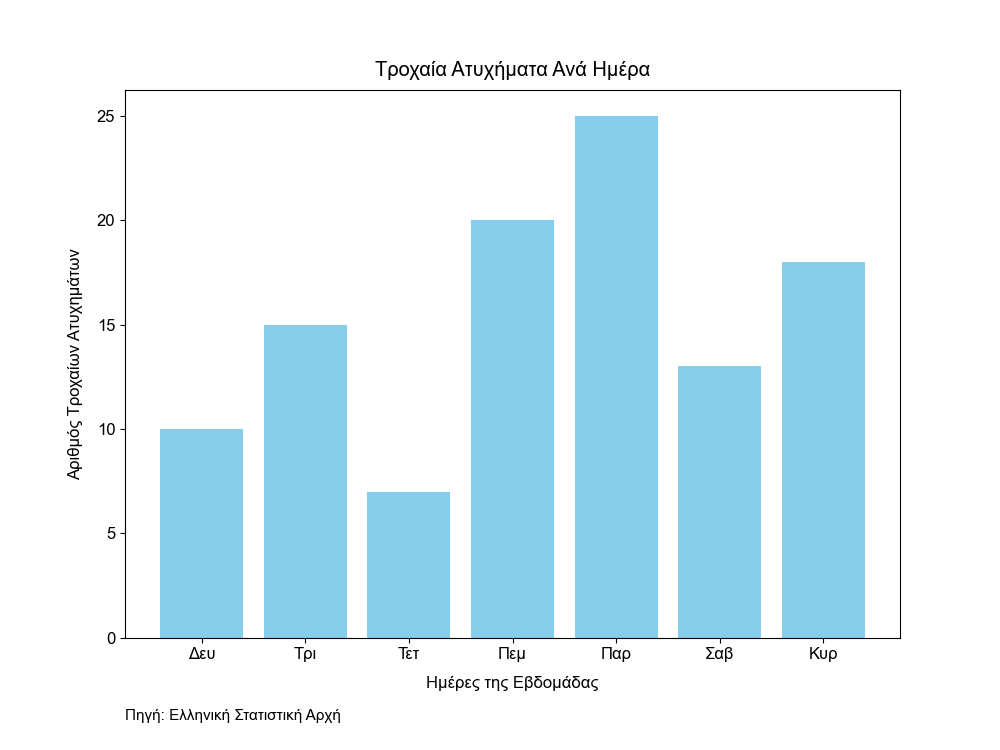 Τροχαία Ατυχήματα Ανά Ημέρα
Αριθμός Τροχαίων Ατυχημάτων
25
20
15
10
5
0
Δευ Τρι Τετ Πεμ Παρ Σαβ Κυρ
Ημέρες της Εβδομάδας
Πηγή: Ελληνική Στατιστική Αρχή